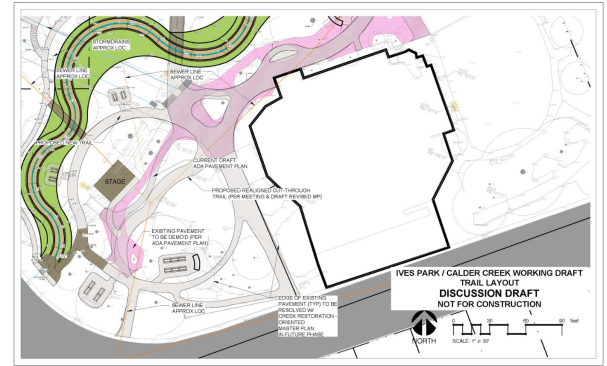 STORMDRAINS
APPROX LOC
SEWER LINE
APPROX LOC
SEWER LINE
APPROX LOC
PROPOSED NEW TRAIL
CURRENT DRAFT
ADA PAVEMENT PLAN
STAGE
PROPOSED REALIGNED CUT-THROUGH
TRAIL (PER MEETING & DRAFT REVISED MP)
EXISTING PAVEMENT
TO BE DEMO'D (PER
ADA PAVEMENT PLAN)
SEWER LINE
APPROX LOC
EDGE OF EXISTING
PAVEMENT (TYP) TO BE
RESOLVED W/
CREEK RESTORATION -
ORIENTED
MASTER PLAN
IN FUTURE PHASE
IVES PARK / CALDER CREEK WORKING DRAFT
TRAIL LAYOUT
DISCUSSION DRAFT
NOT FOR CONSTRUCTION
NORTH
0 30 60 90 feet
SCALE: 1" = 30'